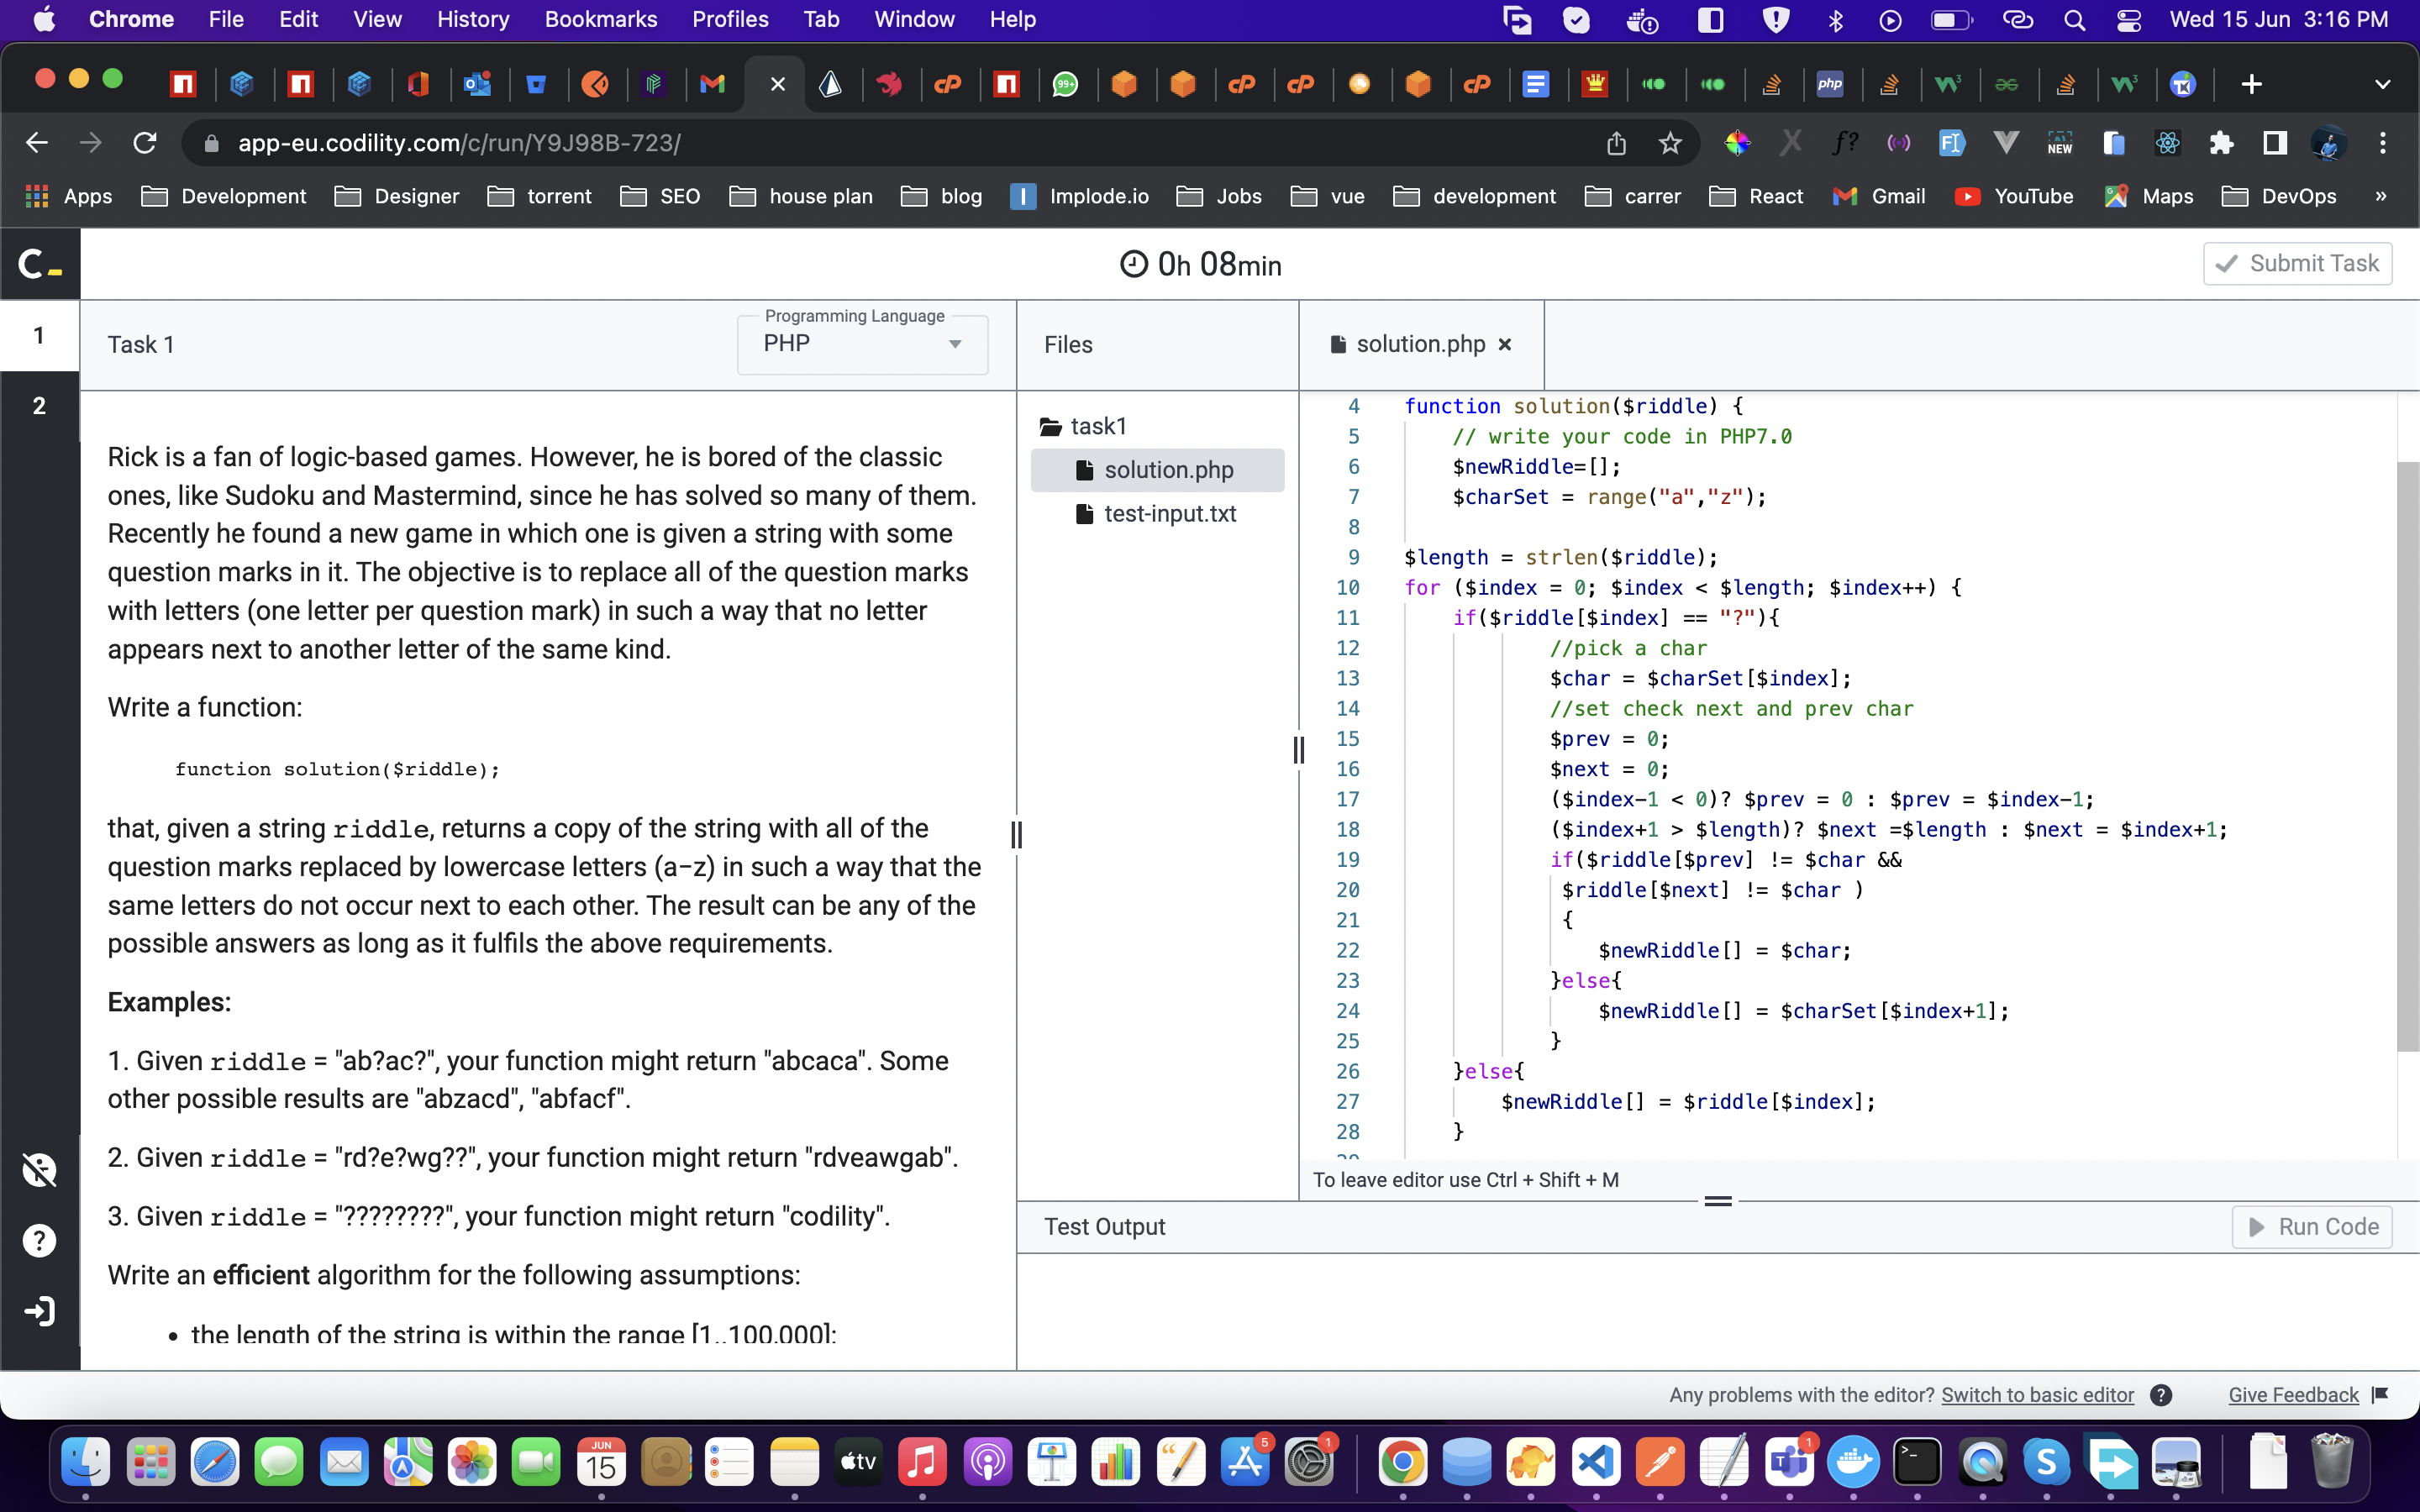 Chrome File Edit View History Bookmarks Profiles Tab Window Help Wed 15 Jun 3:16 PM
app-eu.codility.com/c/run/Y9J98B-723/
Apps Development Designer torrent SEO house plan blog Implode.io Jobs vue development carrer React Gmail YouTube Maps DevOps »
0h 08min
Submit Task
1
2
Task 1
Programming Language
PHP
Files
solution.php
task1
solution.php
test-input.txt
Rick is a fan of logic-based games. However, he is bored of the classic
ones, like Sudoku and Mastermind, since he has solved so many of them.
Recently he found a new game in which one is given a string with some
question marks in it. The objective is to replace all of the question marks
with letters (one letter per question mark) in such a way that no letter
appears next to another letter of the same kind.
Write a function:
function solution($riddle);
that, given a string riddle, returns a copy of the string with all of the
question marks replaced by lowercase letters (a−z) in such a way that the
same letters do not occur next to each other. The result can be any of the
possible answers as long as it fulfils the above requirements.
Examples:
1. Given riddle = "ab?ac?", your function might return "abcaca". Some
other possible results are "abzacd", "abfacf".
2. Given riddle = "rd?e?wg??", your function might return "rdveawgab".
3. Given riddle = "????????", your function might return "codility".
Write an efficient algorithm for the following assumptions:
• the length of the string is within the range [1..100,000];
4 function solution($riddle) {
5 // write your code in PHP7.0
6 $newRiddle=[];
7 $charSet = range("a","z");
8
9 $length = strlen($riddle);
10 for ($index = 0; $index < $length; $index++) {
11 if($riddle[$index] == "?"){
12 //pick a char
13 $char = $charSet[$index];
14 //set check next and prev char
15 $prev = 0;
16 $next = 0;
17 ($index-1 < 0)? $prev = 0 : $prev = $index-1;
18 ($index+1 > $length)? $next =$length : $next = $index+1;
19 if($riddle[$prev] != $char &&
20 $riddle[$next] != $char )
21 {
22 $newRiddle[] = $char;
23 }else{
24 $newRiddle[] = $charSet[$index+1];
25 }
26 }else{
27 $newRiddle[] = $riddle[$index];
28 }
To leave editor use Ctrl + Shift + M
Test Output
Run Code
Any problems with the editor? Switch to basic editor
Give Feedback
JUN
15
tv
5
1
1